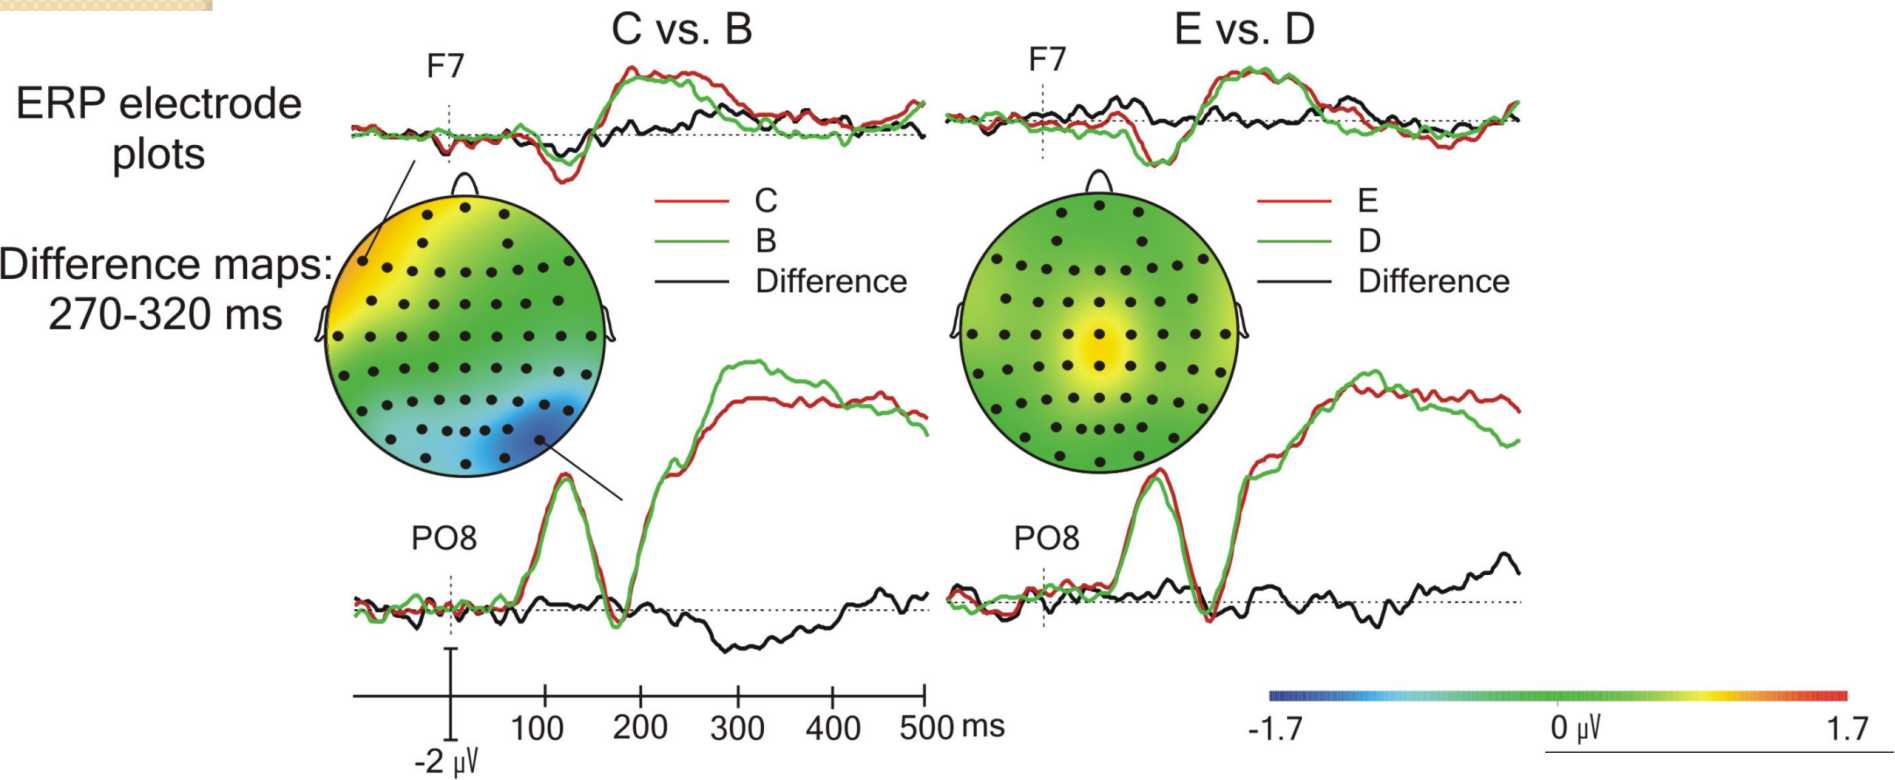 C vs. B
E vs. D
F7
F7
ERP electrode
plots
C
B
Difference
E
D
Difference
Difference maps:
270-320 ms
PO8
PO8
100 200 300 400 500 ms
-2 µV
-1.7 0 µV 1.7